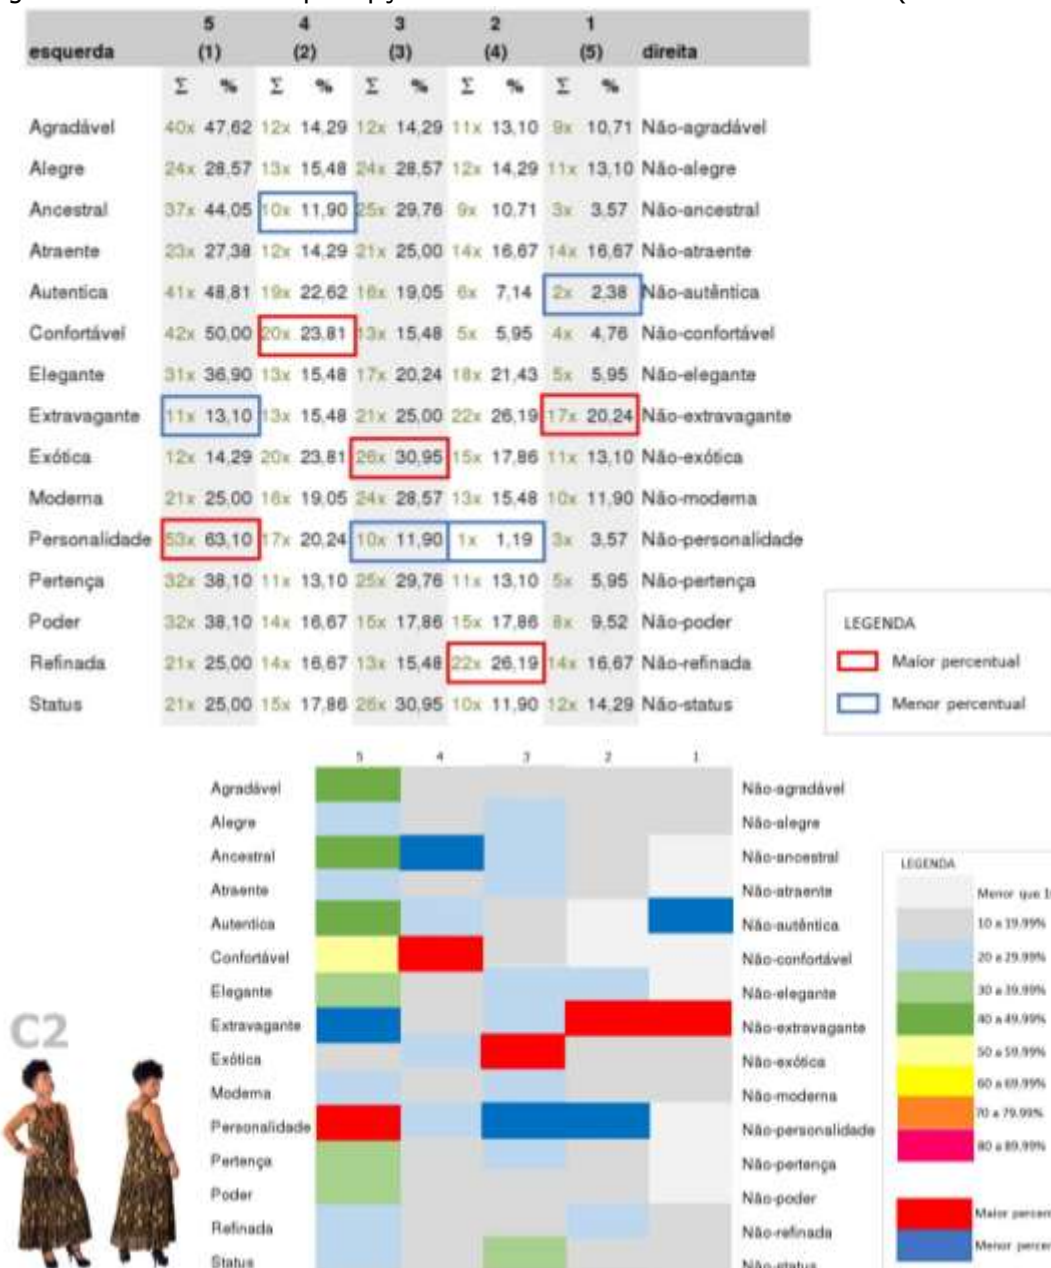 5 4 3 2 1
esquerda (1) (2) (3) (4) (5) direita
Σ % Σ % Σ % Σ % Σ %
Agradável 40x 47,62 12x 14,29 12x 14,29 11x 13,10 9x 10,71 Não-agradável
Alegre 24x 28,57 13x 15,48 24x 28,57 12x 14,29 11x 13,10 Não-alegre
Ancestral 37x 44,05 10x 11,90 25x 29,76 9x 10,71 3x 3,57 Não-ancestral
Atraente 23x 27,38 12x 14,29 21x 25,00 14x 16,67 14x 16,67 Não-atraente
Autentica 41x 48,81 19x 22,62 16x 19,05 6x 7,14 2x 2,38 Não-autêntica
Confortável 42x 50,00 20x 23,81 13x 15,48 5x 5,95 4x 4,76 Não-confortável
Elegante 31x 36,90 13x 15,48 17x 20,24 18x 21,43 5x 5,95 Não-elegante
Extravagante 11x 13,10 13x 15,48 21x 25,00 22x 26,19 17x 20,24 Não-extravagante
Exótica 12x 14,29 20x 23,81 26x 30,95 15x 17,86 11x 13,10 Não-exótica
Moderna 21x 25,00 16x 19,05 24x 28,57 13x 15,48 10x 11,90 Não-moderna
Personalidade 53x 63,10 17x 20,24 10x 11,90 1x 1,19 3x 3,57 Não-personalidade
Pertença 32x 38,10 11x 13,10 25x 29,76 11x 13,10 5x 5,95 Não-pertença
Poder 32x 38,10 14x 16,67 15x 17,86 15x 17,86 8x 9,52 Não-poder
Refinada 21x 25,00 14x 16,67 13x 15,48 22x 26,19 14x 16,67 Não-refinada
Status 21x 25,00 15x 17,86 26x 30,95 10x 11,90 12x 14,29 Não-status
LEGENDA
Maior percentual
Menor percentual
5 4 3 2 1
Agradável Não-agradável
Alegre Não-alegre
Ancestral Não-ancestral
Atraente Não-atraente
Autentica Não-autêntica
Confortável Não-confortável
Elegante Não-elegante
Extravagante Não-extravagante
Exótica Não-exótica
Moderna Não-moderna
Personalidade Não-personalidade
Pertença Não-pertença
Poder Não-poder
Refinada Não-refinada
Status Não-status
C2
LEGENDA
Menor que
10 a 19.99%
20 a 29.99%
30 a 39.99%
40 a 49.99%
50 a 59.99%
60 a 69.99%
70 a 79.99%
80 a 89.99%
Maior
Menor